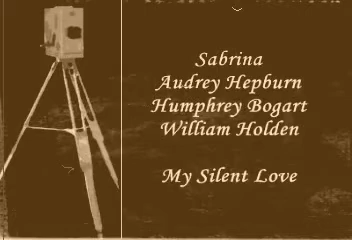 Sabrina
Audrey Hepburn
Humphrey Bogart
William Holden
My Silent Love